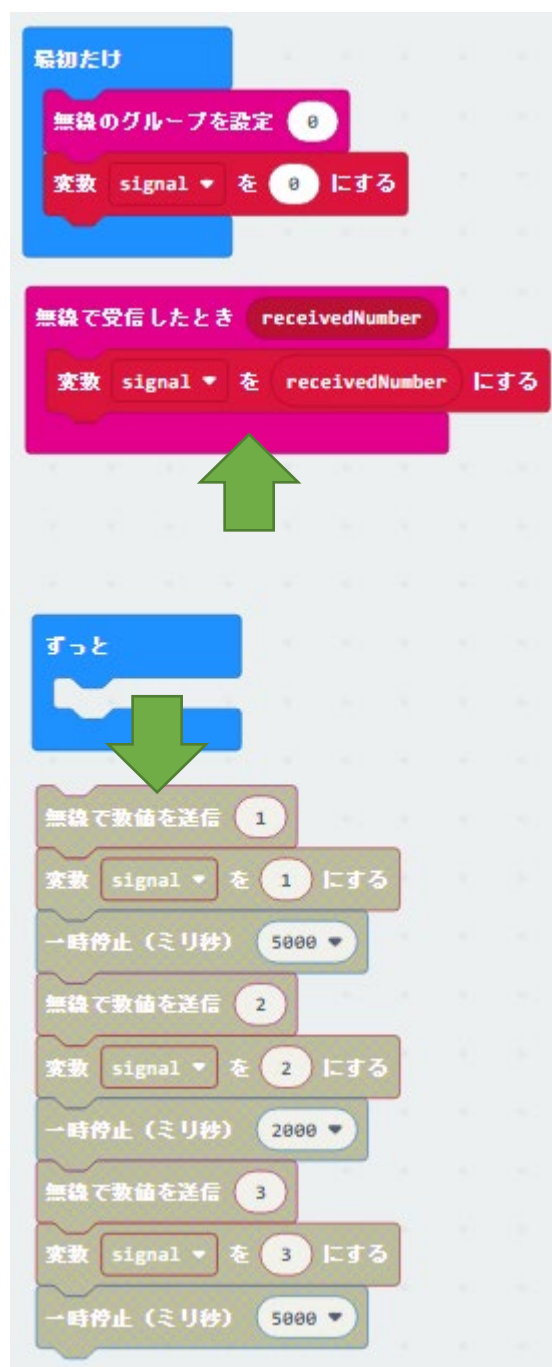 最初だけ
無線のグループを設定 0
変数 signal を 0 にする
無線で受信したとき receivedNumber
変数 signal を receivedNumber にする
ずっと
無線で数値を送信 1
変数 signal を 1 にする
一時停止（ミリ秒） 5000
無線で数値を送信 2
変数 signal を 2 にする
一時停止（ミリ秒） 2000
無線で数値を送信 3
変数 signal を 3 にする
一時停止（ミリ秒） 5000